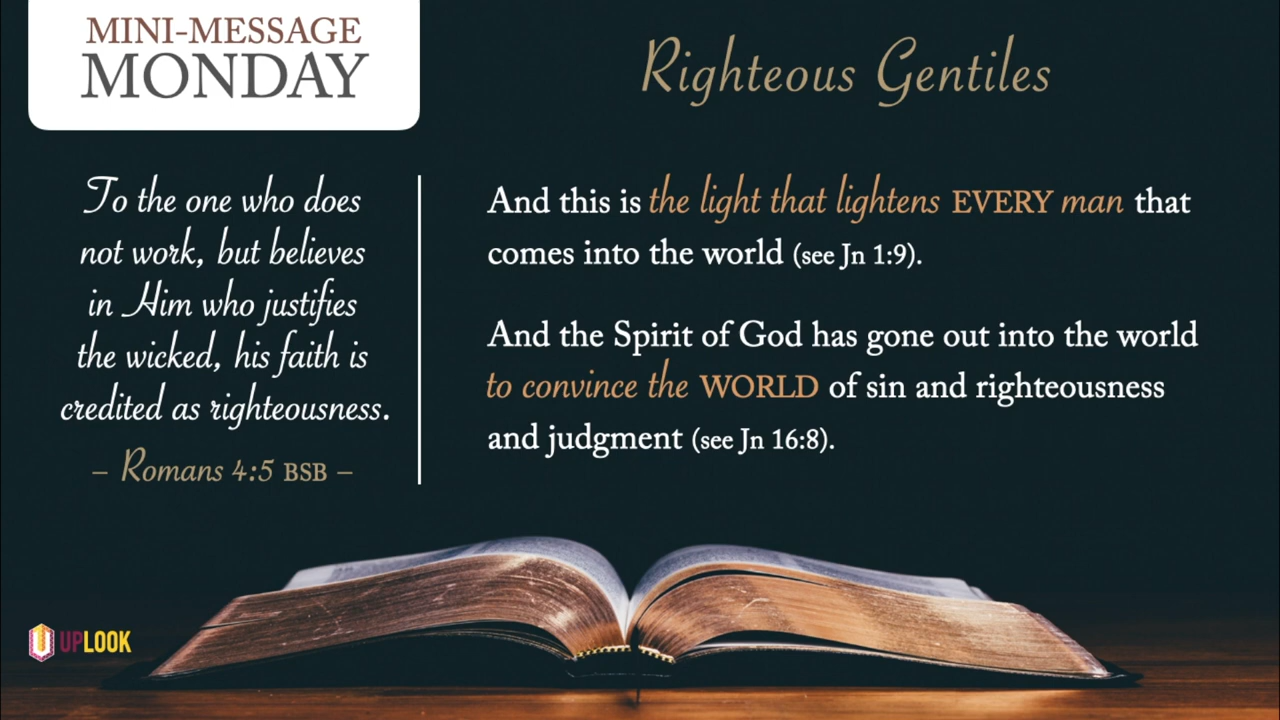 MINI-MESSAGE
MONDAY
Righteous Gentiles
To the one who does
not work, but believes
in Him who justifies
the wicked, his faith is
credited as righteousness.
– Romans 4:5 BSB –
And this is the light that lightens EVERY man that
comes into the world (see Jn 1:9).
And the Spirit of God has gone out into the world
to convince the WORLD of sin and righteousness
and judgment (see Jn 16:8).
UPLOOK